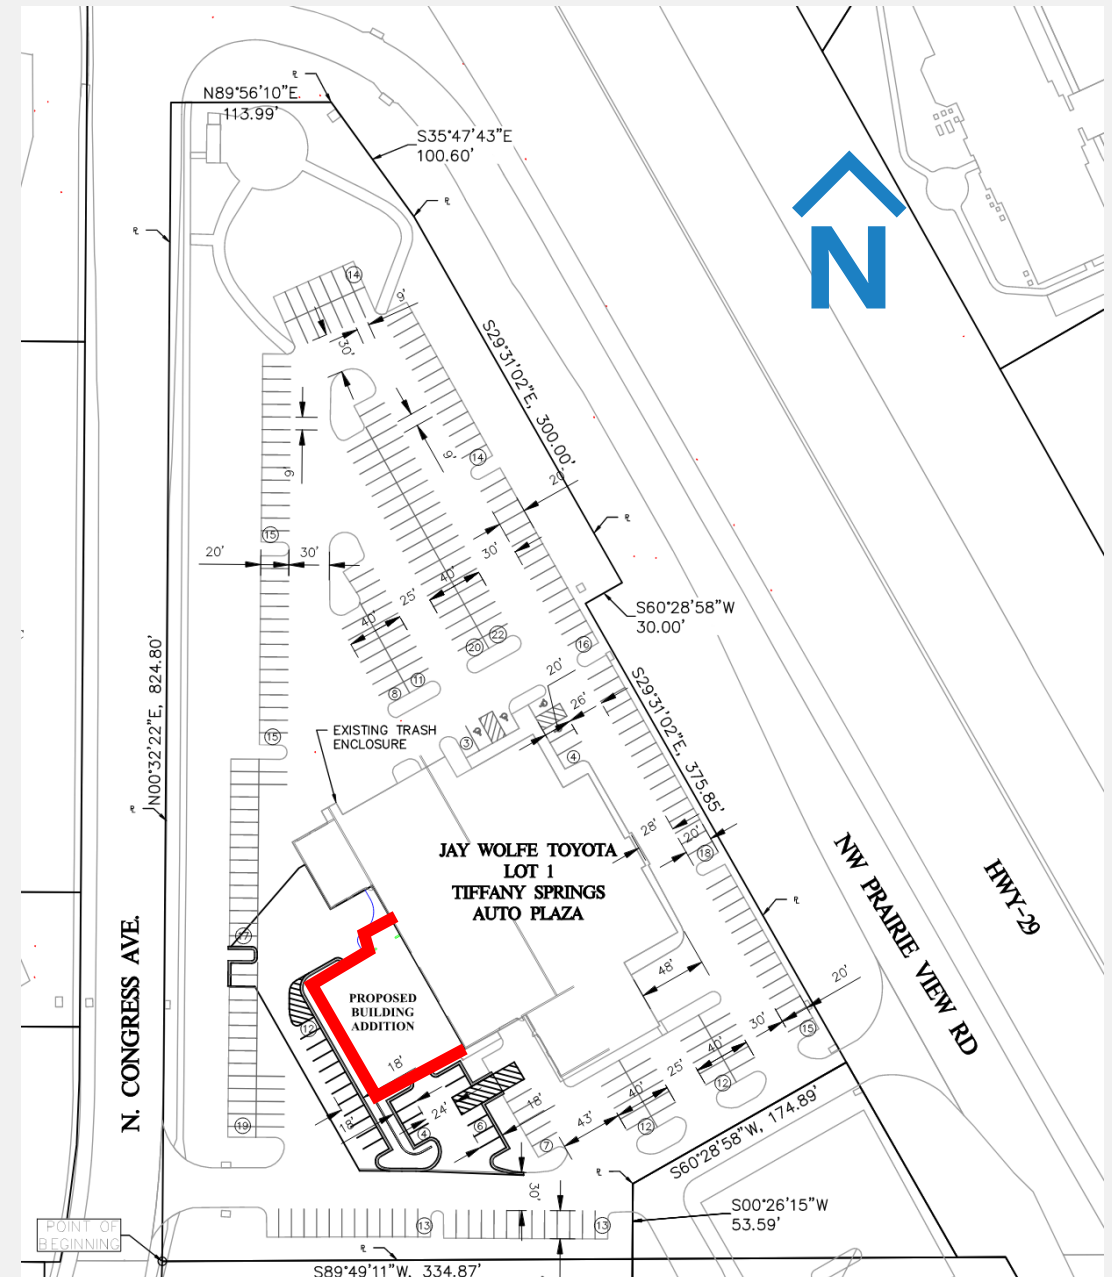 N89°56'10"E
113.99'
S35°47'43"E
100.60'
N
14
9'
30'
S29°31'02"E, 300.00'
9'
9'
14
20'
15
20'
30'
30'
40'
25'
40'
S60°28'58"W
30.00'
22
20
16
11
8
20'
26'
S29°31'02"E, 375.85'
N00°32'22"E, 824.80'
EXISTING TRASH
ENCLOSURE
15
3
4
28'
20'
18
JAY WOLFE TOYOTA
LOT 1
TIFFANY SPRINGS
AUTO PLAZA
NW PRAIRIE VIEW RD
HWY-29
N. CONGRESS AVE.
17
48'
20'
PROPOSED
BUILDING
ADDITION
12
30'
15
40'
25'
18'
12
40'
18'
24'
18'
43'
19
4
6
7
12
S60°28'58"W, 174.89'
30'
S00°26'15"W
53.59'
13
13
POINT OF
BEGINNING
S89°49'11"W, 334.87'